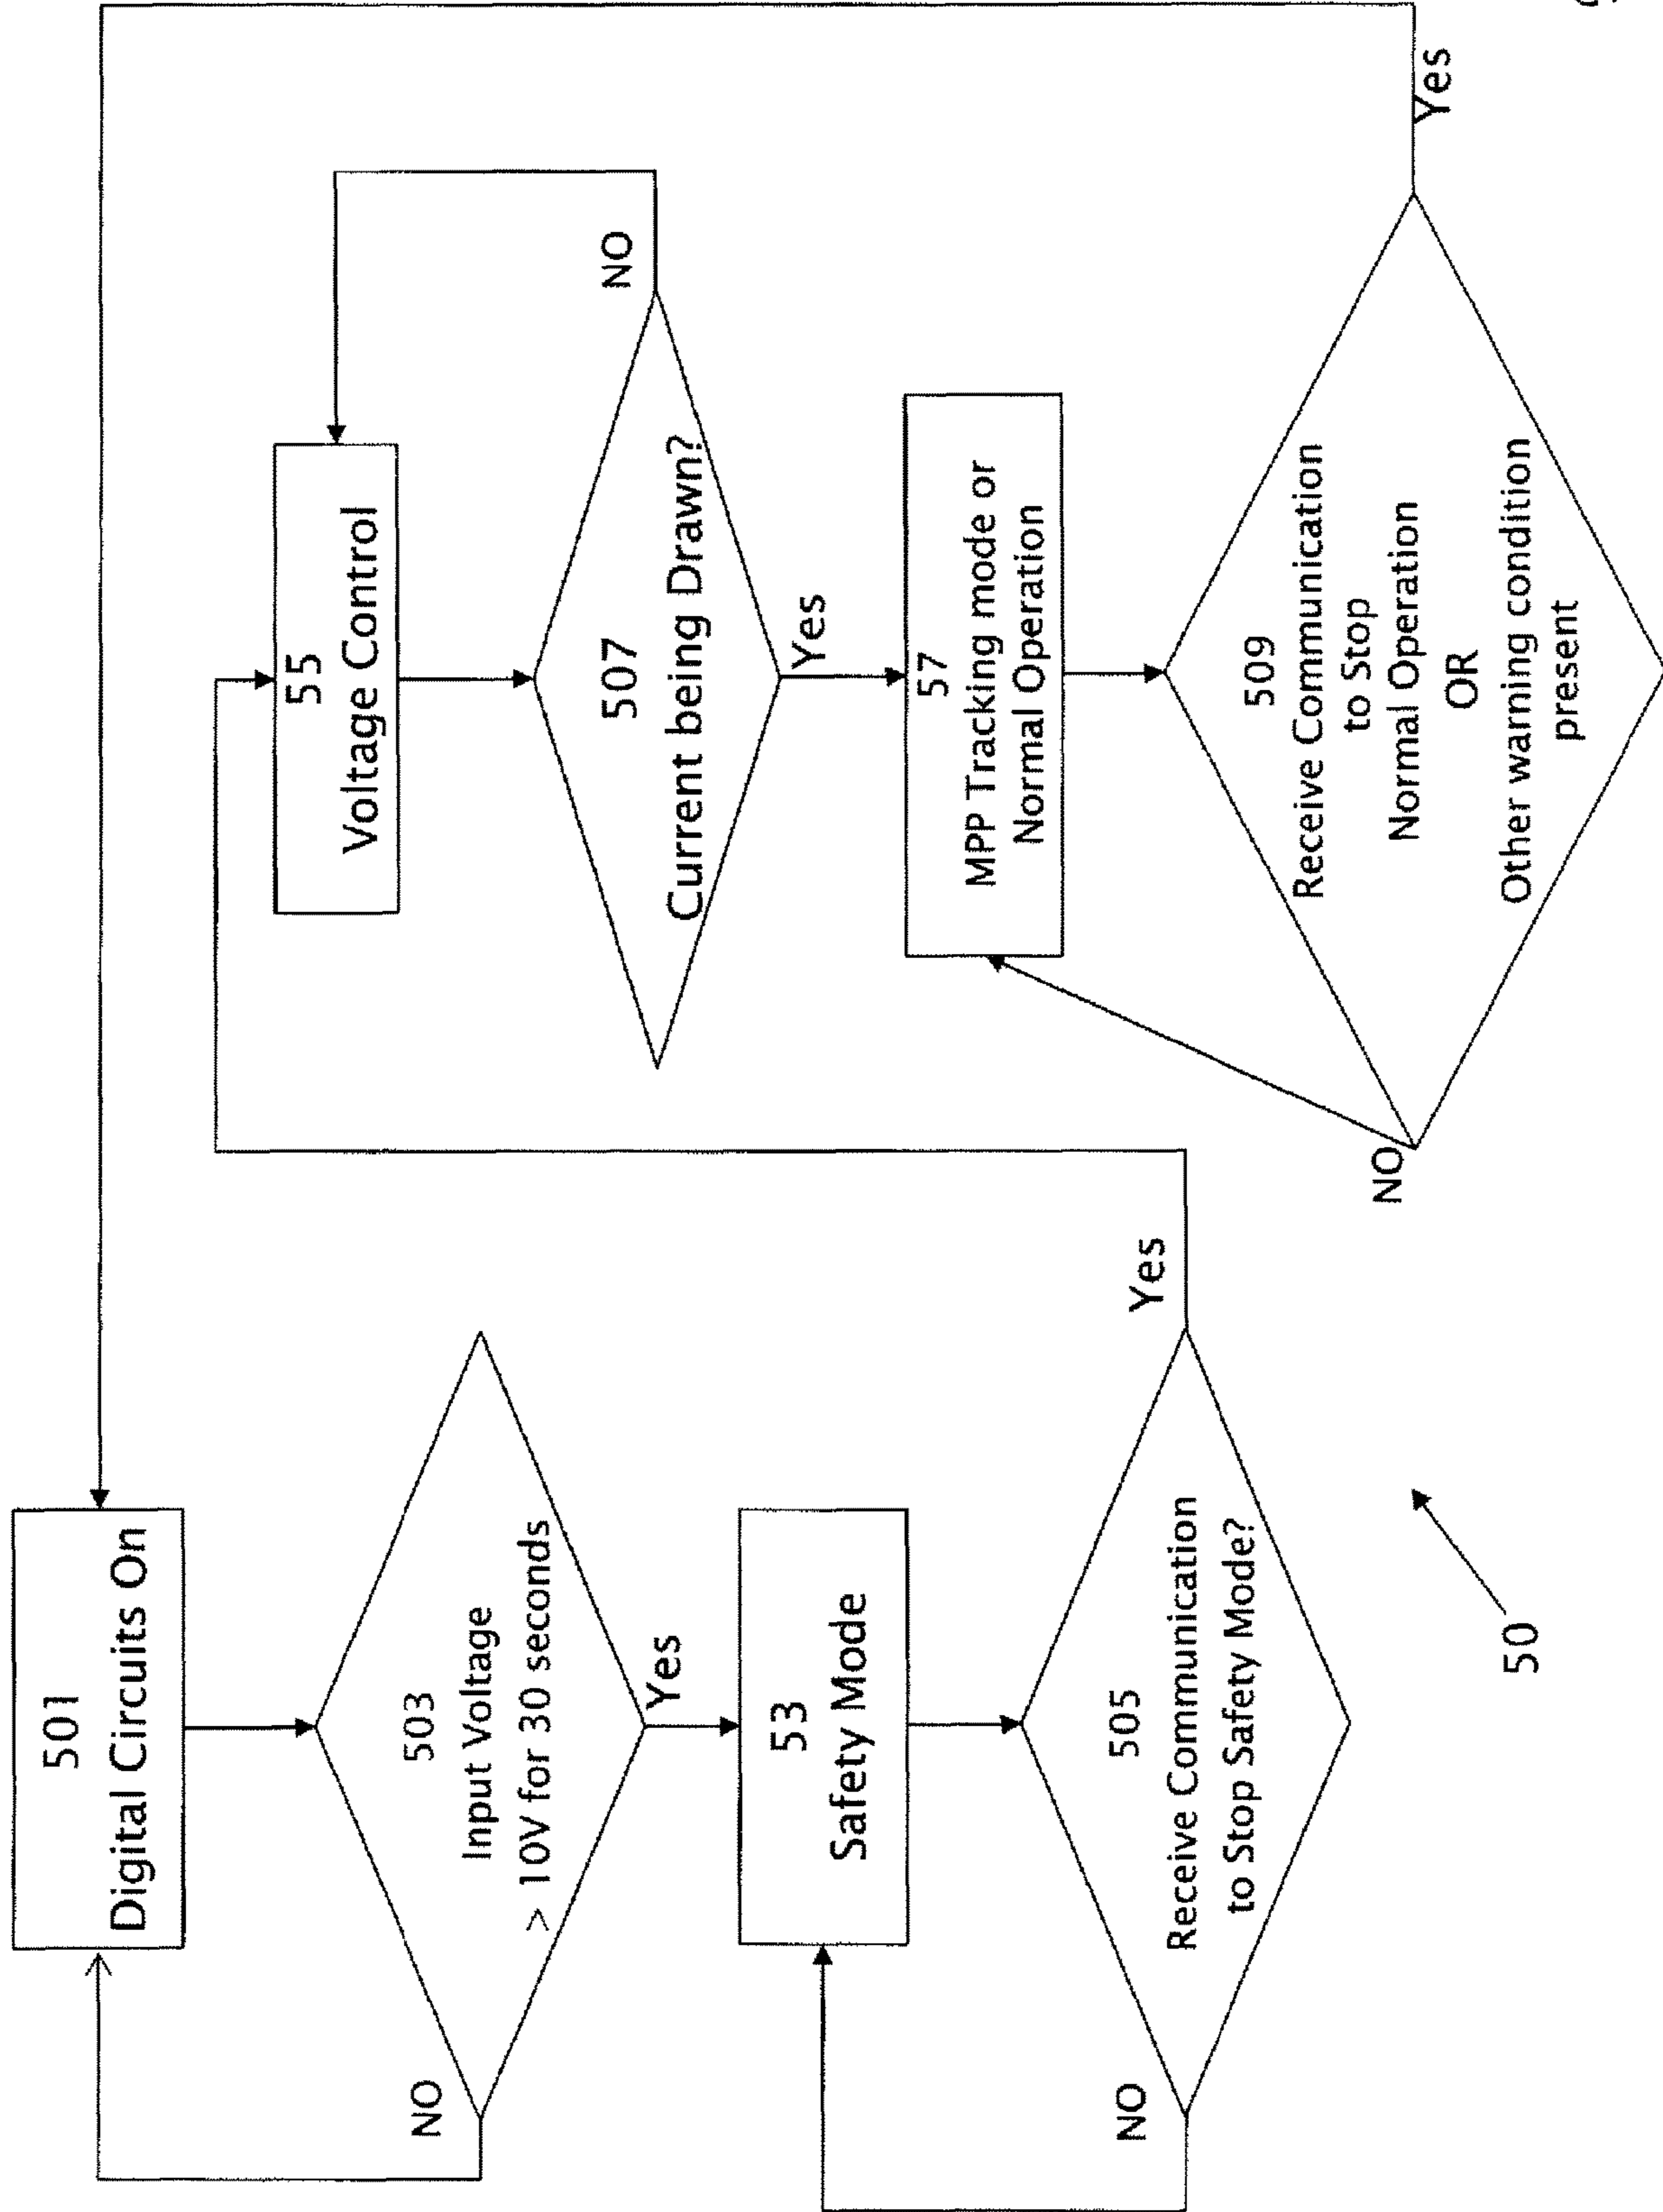 501
Digital Circuits On
503
Input Voltage
> 10V for 30 seconds
NO
Yes
53
Safety Mode
505
Receive Communication
to Stop Safety Mode?
NO
Yes
50
55
Voltage Control
507
Current being Drawn?
NO
Yes
57
MPP Tracking mode or
Normal Operation
509
Receive Communication
to Stop
Normal Operation
OR
Other warning condition
present
NO
Yes